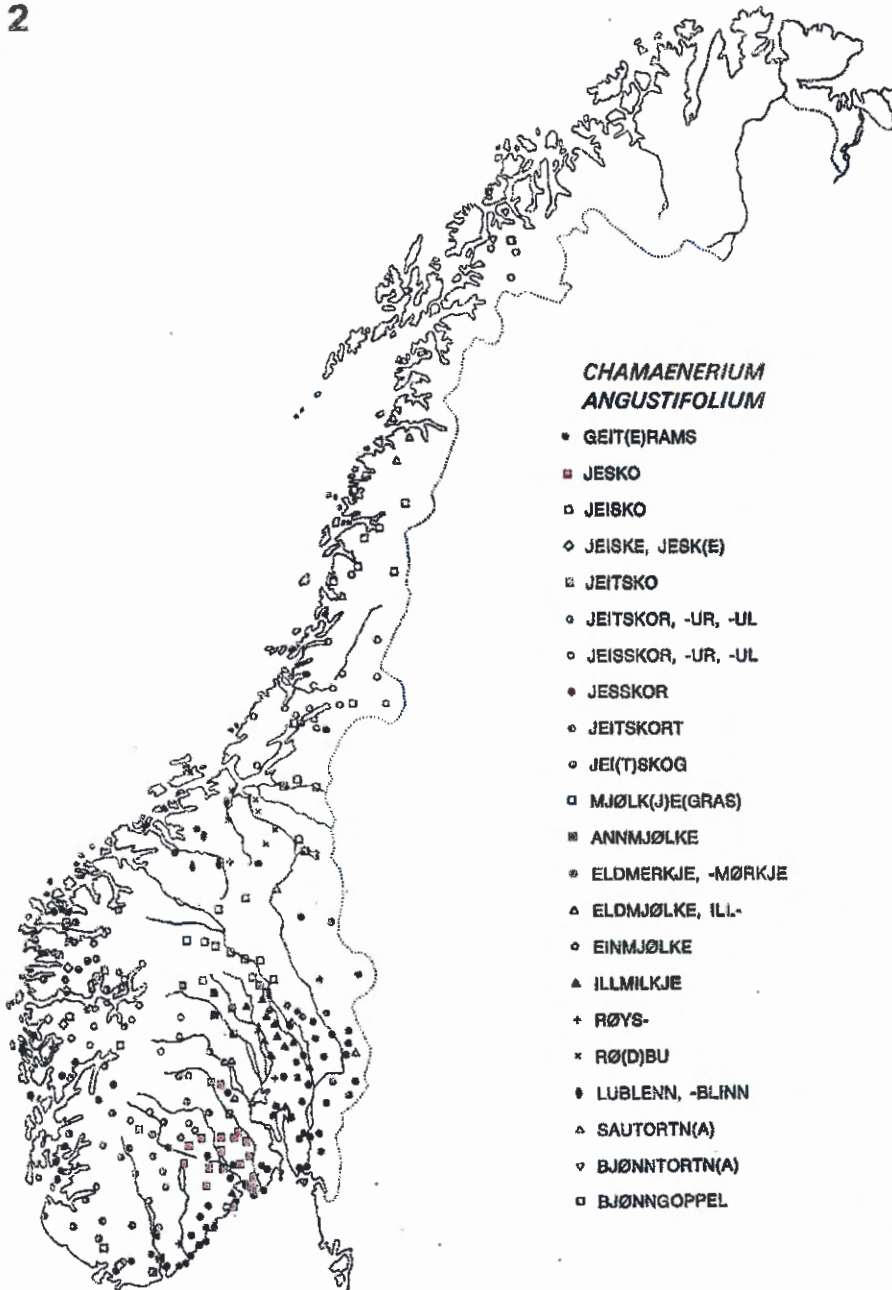 2
CHAMAENERIUM
ANGUSTIFOLIUM
GEIT(E)RAMS
JESKO
JEISKO
JEISKE, JESK(E)
JEITSKO
JEITSKOR, -UR, -UL
JEISSKOR, -UR, -UL
JESSKOR
JEITSKORT
JEI(T)SKOG
MJØLK(J)E(GRAS)
ANNMJØLKE
ELDMERKJE, -MØRKJE
ELDMJØLKE, ILL-
EINMJØLKE
ILLMILKJE
RØYS-
RØ(D)BU
LUBLENN, -BLINN
SAUTORTN(A)
BJØNNTORTN(A)
BJØNNGOPPEL